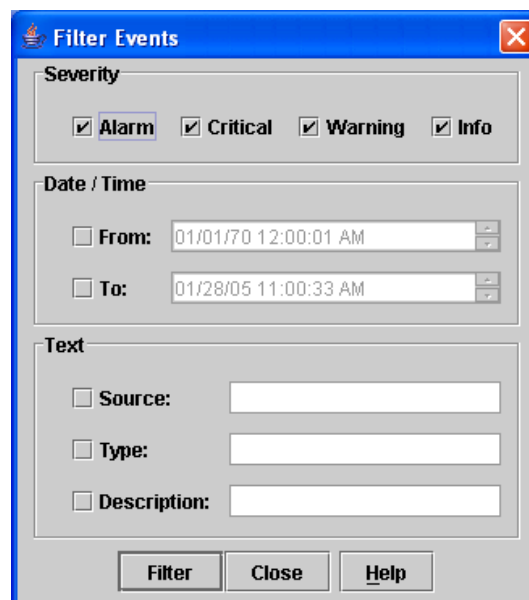 Filter Events
Severity
Alarm Critical Warning Info
Date / Time
From: 01/01/70 12:00:01 AM
To: 01/28/05 11:00:33 AM
Text
Source:
Type:
Description:
Filter Close Help